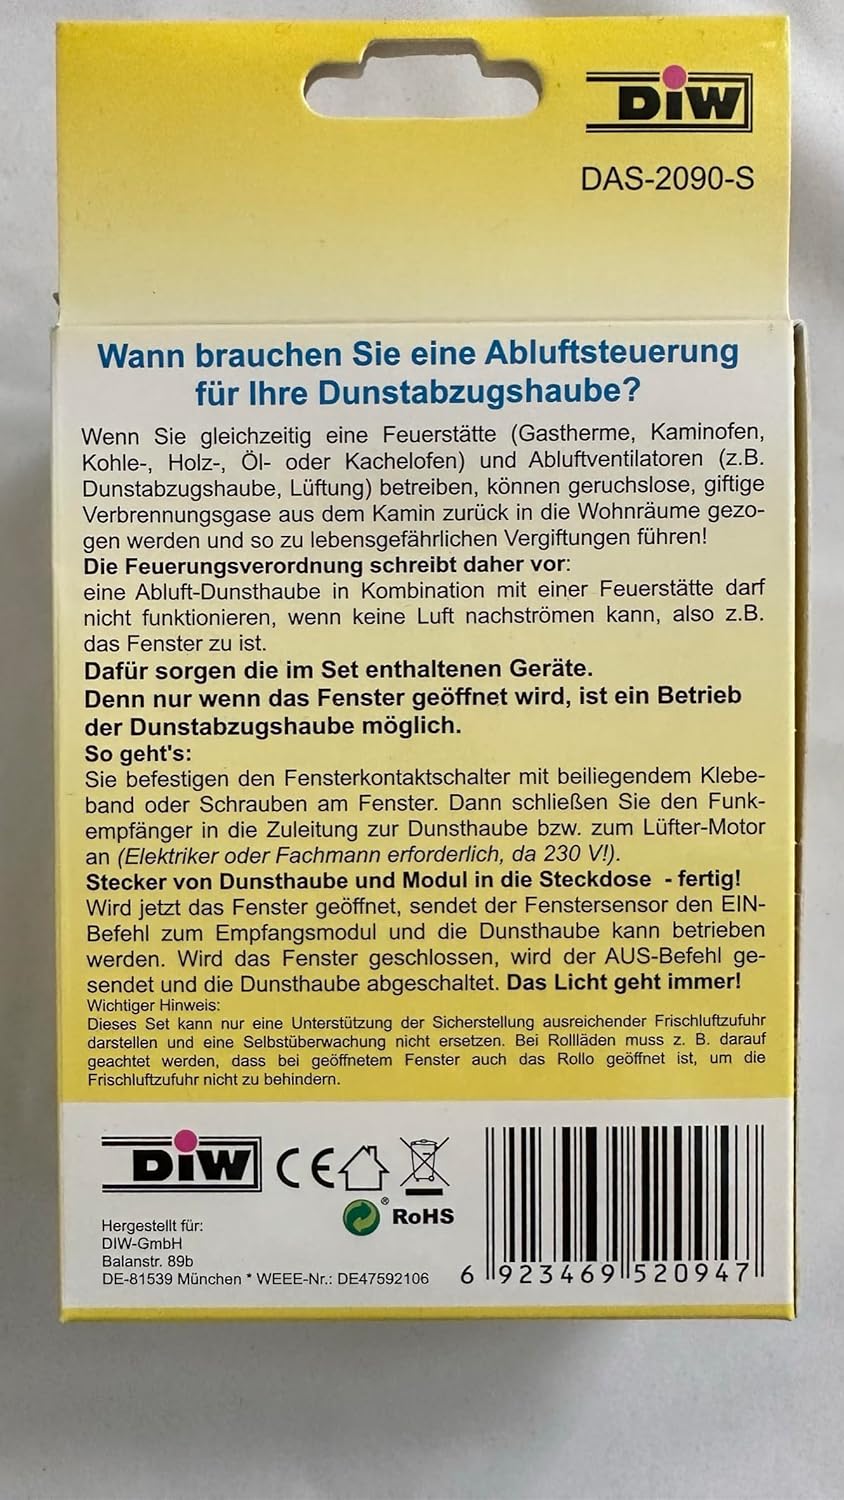 DIW
DAS-2090-S
Wann brauchen Sie eine Abluftsteuerung
für Ihre Dunstabzugshaube?
Wenn Sie gleichzeitig eine Feuerstätte (Gastherme, Kaminofen,
Kohle-, Holz-, Öl- oder Kachelofen) und Abluftventilatoren (z.B.
Dunstabzugshaube, Lüftung) betreiben, können geruchslose, giftige
Verbrennungsgase aus dem Kamin zurück in die Wohnräume gezo-
gen werden und so zu lebensgefährlichen Vergiftungen führen!
Die Feuerungsverordnung schreibt daher vor:
eine Abluft-Dunsthaube in Kombination mit einer Feuerstätte darf
nicht funktionieren, wenn keine Luft nachströmen kann, also z.B.
das Fenster zu ist.
Dafür sorgen die im Set enthaltenen Geräte.
Denn nur wenn das Fenster geöffnet wird, ist ein Betrieb
der Dunstabzugshaube möglich.
So geht's:
Sie befestigen den Fensterkontaktschalter mit beiliegendem Klebe-
band oder Schrauben am Fenster. Dann schließen Sie den Funk-
empfänger in die Zuleitung zur Dunsthaube bzw. zum Lüfter-Motor
an (Elektriker oder Fachmann erforderlich, da 230 V!).
Stecker von Dunsthaube und Modul in die Steckdose - fertig!
Wird jetzt das Fenster geöffnet, sendet der Fenstersensor den EIN-
Befehl zum Empfangsmodul und die Dunsthaube kann betrieben
werden. Wird das Fenster geschlossen, wird der AUS-Befehl ge-
sendet und die Dunsthaube abgeschaltet. Das Licht geht immer!
Wichtiger Hinweis:
Dieses Set kann nur eine Unterstützung der Sicherstellung ausreichender Frischluftzufuhr
darstellen und eine Selbstüberwachung nicht ersetzen. Bei Rollläden muss z. B. darauf
geachtet werden, dass bei geöffnetem Fenster auch das Rollo geöffnet ist, um die
Frischluftzufuhr nicht zu behindern.
DIW CE
® RoHS
Hergestellt für:
DIW-GmbH
Balanstr. 89b
DE-81539 München * WEEE-Nr.: DE47592106
6 923469 520947